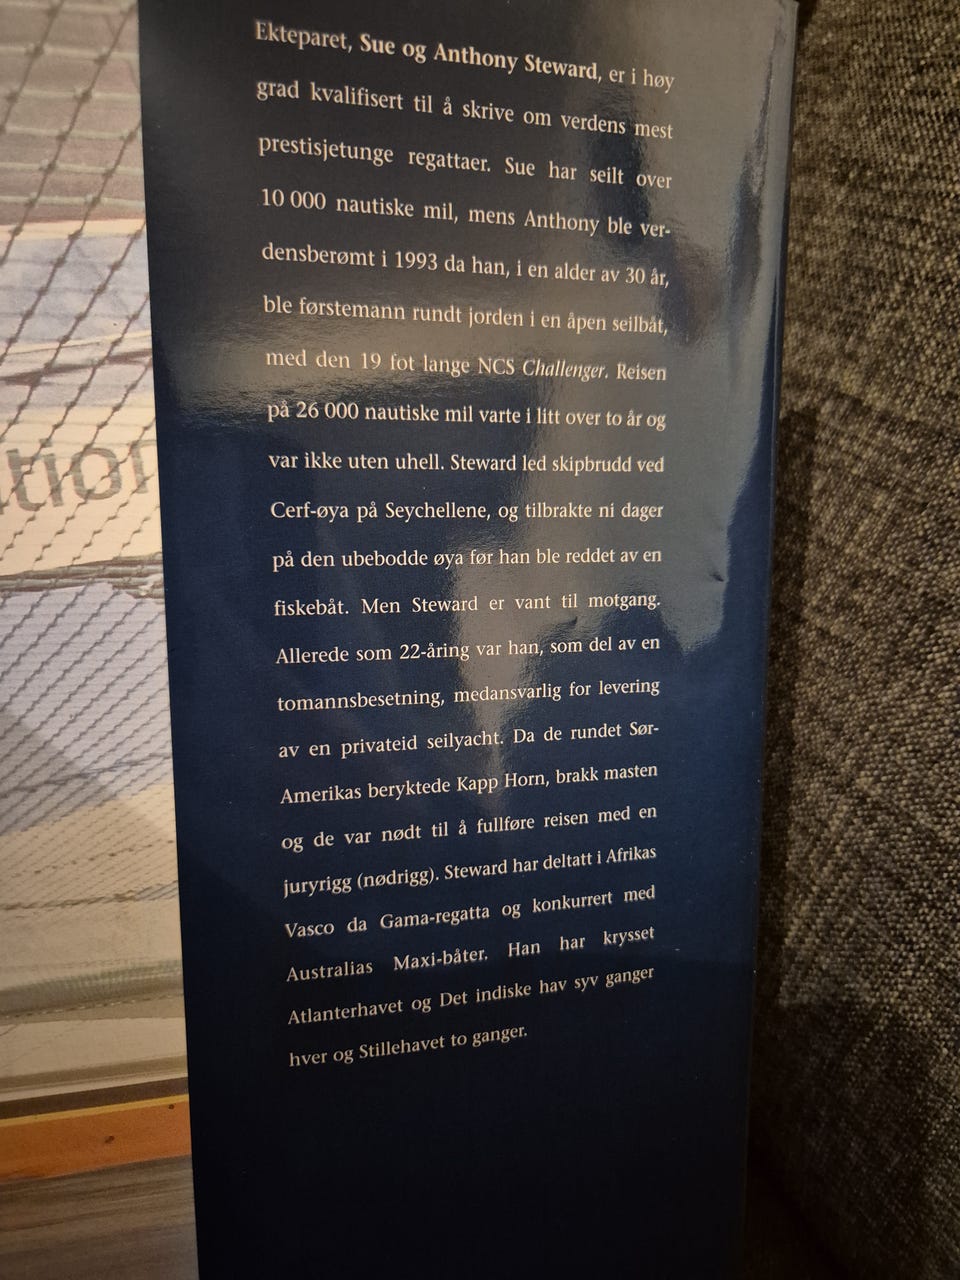 Ekteparet, Sue og Anthony Steward, er i høy
grad kvalifisert til å skrive om verdens mest
prestisjetunge regattaer. Sue har seilt over
10 000 nautiske mil, mens Anthony ble ver-
densberømt i 1993 da han, i en alder av 30 år,
ble førstemann rundt jorden i en åpen seilbåt,
med den 19 fot lange NCS Challenger. Reisen
på 26 000 nautiske mil varte i litt over to år og
var ikke uten uhell. Steward led skipbrudd ved
Cerf-øya på Seychellene, og tilbrakte ni dager
på den ubebodde øya før han ble reddet av en
fiskebåt. Men Steward er vant til motgang.
Allerede som 22-åring var han, som del av en
tomannsbesetning, medansvarlig for levering
av en privateid seilyacht. Da de rundet Sør-
Amerikas beryktede Kapp Horn, brakk masten
og de var nødt til å fullføre reisen med en
juryrigg (nødrigg). Steward har deltatt i Afrikas
Vasco da Gama-regatta og konkurrert med
Australias Maxi-båter. Han har krysset
Atlanterhavet og Det indiske hav syv ganger
hver og Stillehavet to ganger.